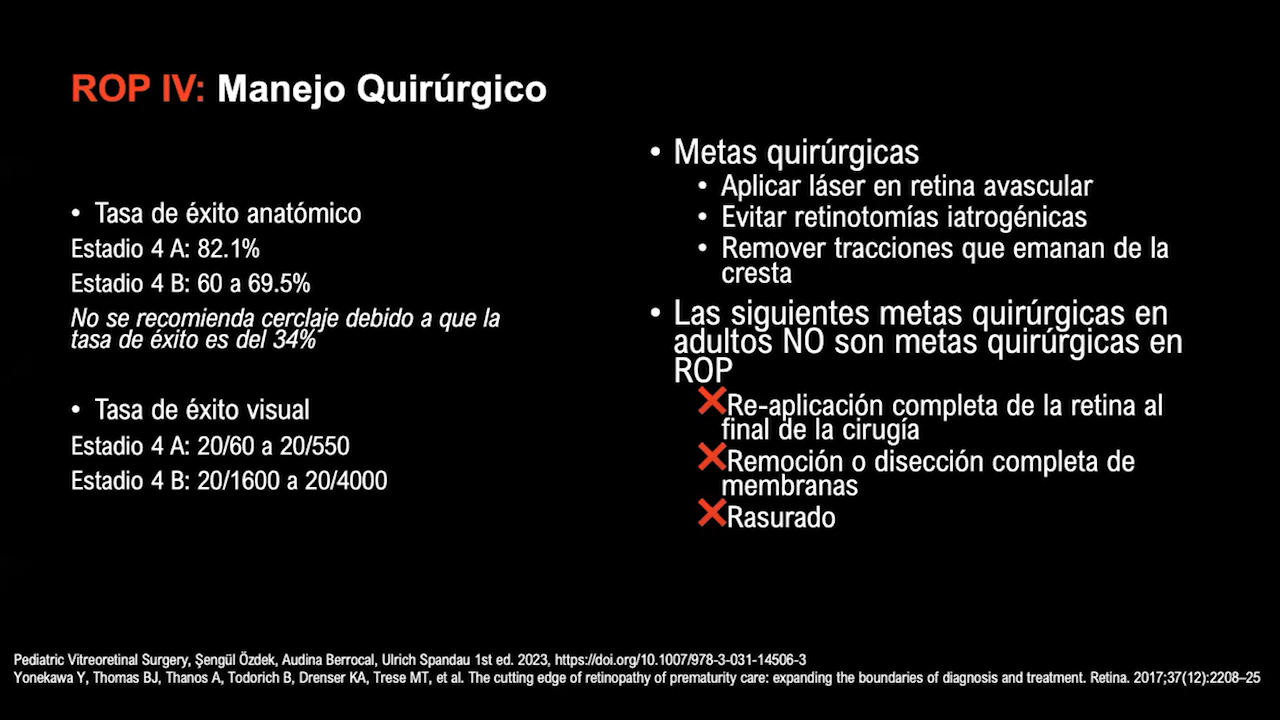 ROP IV: Manejo Quirúrgico
• Tasa de éxito anatómico
Estadio 4 A: 82.1%
Estadio 4 B: 60 a 69.5%
No se recomienda cerclaje debido a que la
tasa de éxito es del 34%
• Tasa de éxito visual
Estadio 4 A: 20/60 a 20/550
Estadio 4 B: 20/1600 a 20/4000
• Metas quirúrgicas
• Aplicar láser en retina avascular
• Evitar retinotomías iatrogénicas
• Remover tracciones que emanan de la
cresta
• Las siguientes metas quirúrgicas en
adultos NO son metas quirúrgicas en
ROP
❌Re-aplicación completa de la retina al
final de la cirugía
❌Remoción o disección completa de
membranas
❌Rasurado
Pediatric Vitreoretinal Surgery, Şengül Özdek, Audina Berrocal, Ulrich Spandau 1st ed. 2023, https://doi.org/10.1007/978-3-031-14506-3
Yonekawa Y, Thomas BJ, Thanos A, Todorich B, Drenser KA, Trese MT, et al. The cutting edge of retinopathy of prematurity care: expanding the boundaries of diagnosis and treatment. Retina. 2017;37(12):2208–25